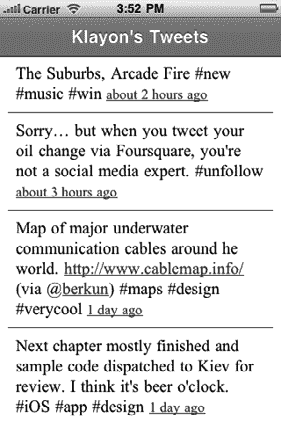 Carrier 3:52 PM
Klayon's Tweets
The Suburbs, Arcade Fire #new
#music #win about 2 hours ago
Sorry… but when you tweet your
oil change via Foursquare, you're
not a social media expert. #unfollow
about 3 hours ago
Map of major underwater
communication cables around he
world. http://www.cablemap.info/
(via @berkun) #maps #design
#verycool 1 day ago
Next chapter mostly finished and
sample code dispatched to Kiev for
review. I think it's beer o'clock.
#iOS #app #design 1 day ago